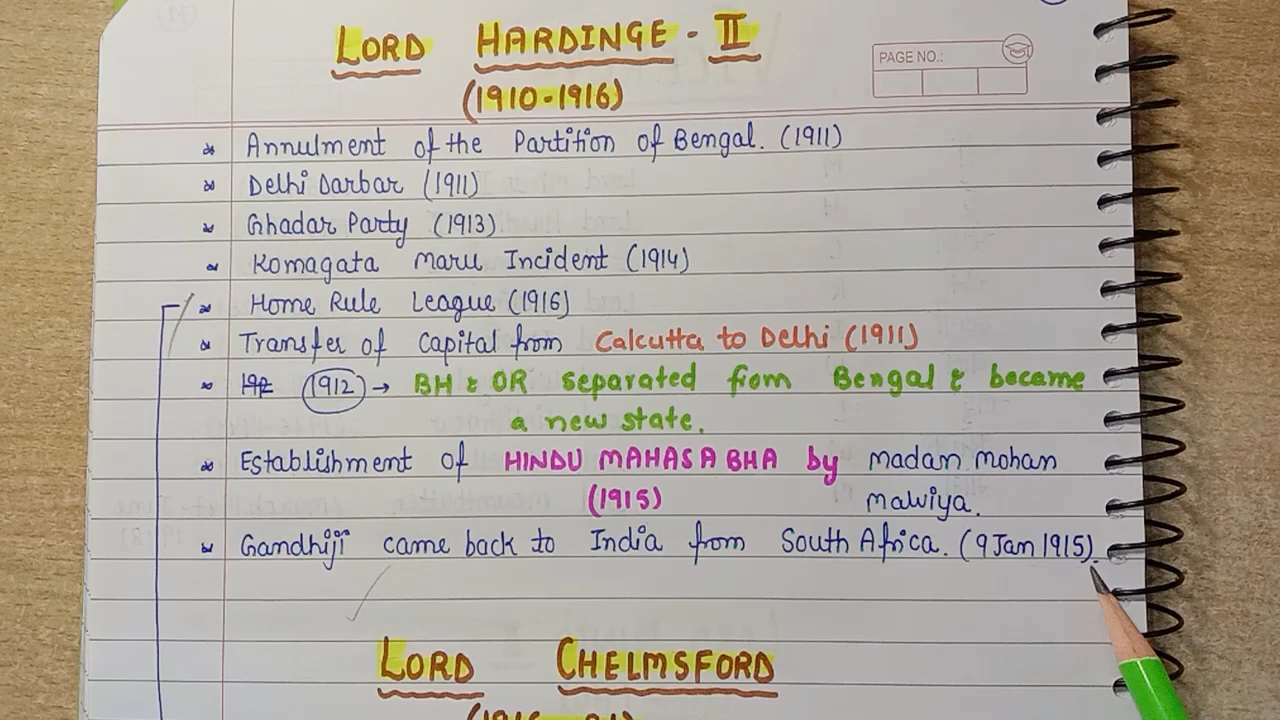 LORD HARDINGE - II
PAGE NO.:
(1910-1916)
Annulment of the Partition of Bengal. (1911)
Delhi Darbar (1911)
Ghadar Party (1913)
Komagata maru Incident (1914)
Home Rule League (1916)
Transfer of Capital from Calcutta to Delhi (1911)
1912 → BH & OR separated from Bengal & became
a new state.
Establishment of HINDU MAHASABHA by madan mohan
(1915) malviya.
Gandhiji came back to India from South Africa. (9 Jan 1915).
LORD CHELMSFORD